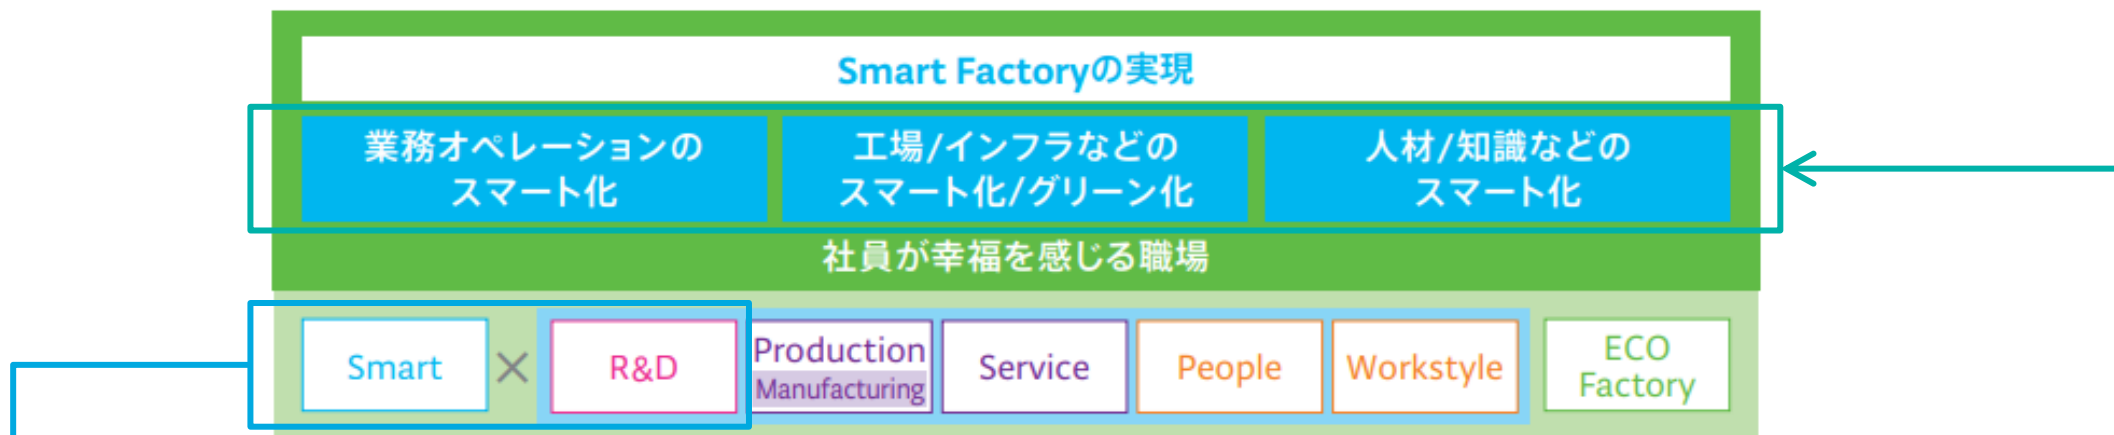 Smart Factoryの実現
業務オペレーションの
スマート化
工場/インフラなどの
スマート化/グリーン化
人材/知識などの
スマート化
社員が幸福を感じる職場
Smart
×
R&D
Production
Manufacturing
Service
People
Workstyle
ECO
Factory